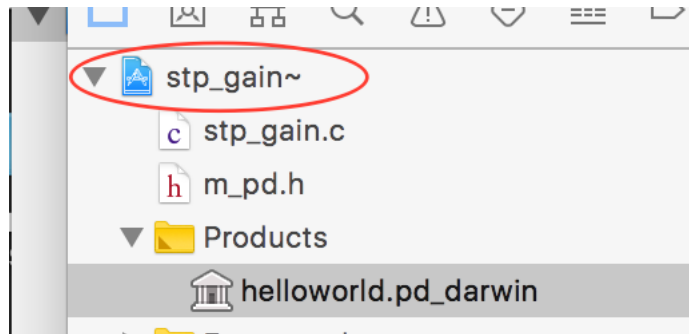 stp_gain~
c stp_gain.c
h m_pd.h
Products
helloworld.pd_darwin